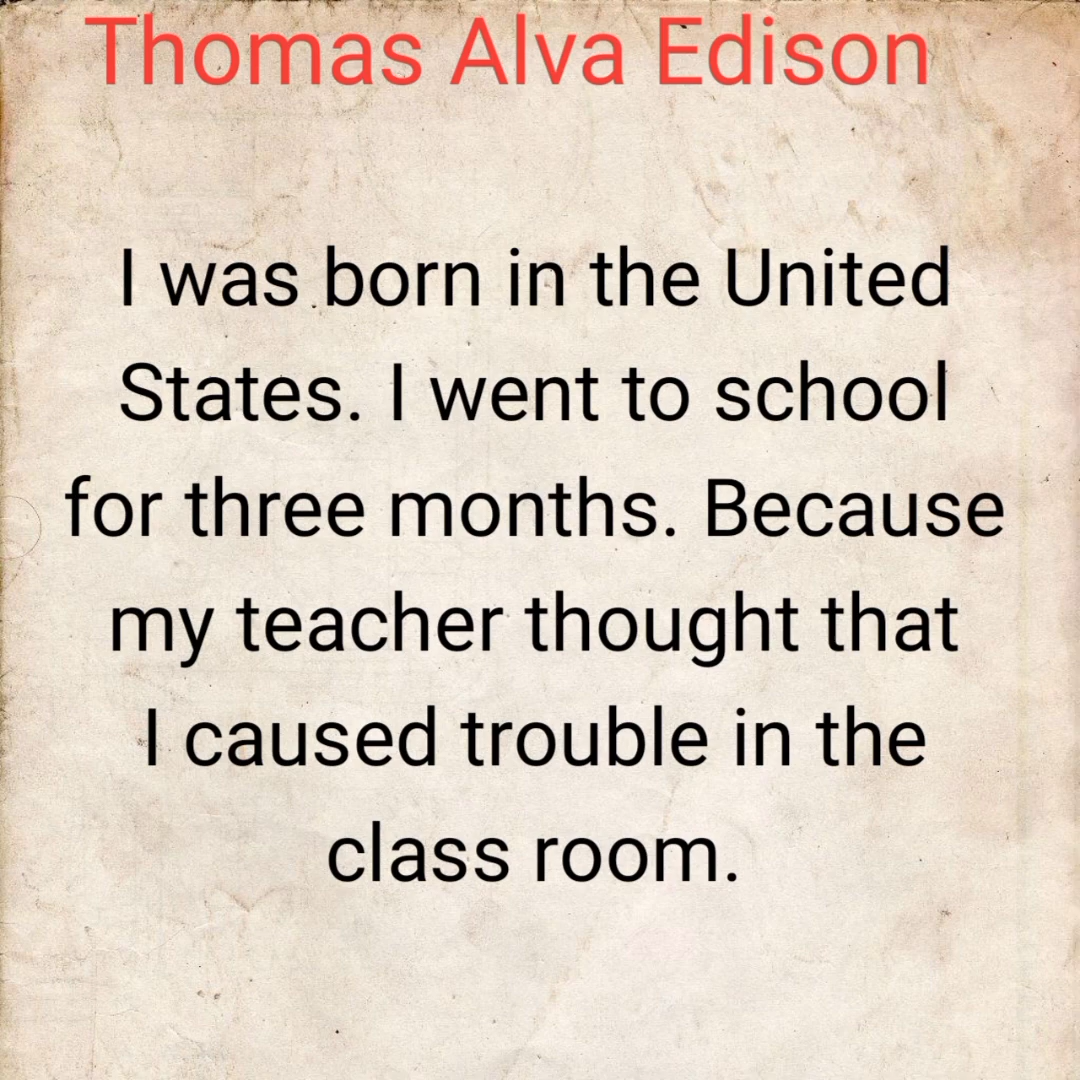 Thomas Alva Edison
I was born in the United
States. I went to school
for three months. Because
my teacher thought that
I caused trouble in the
class room.